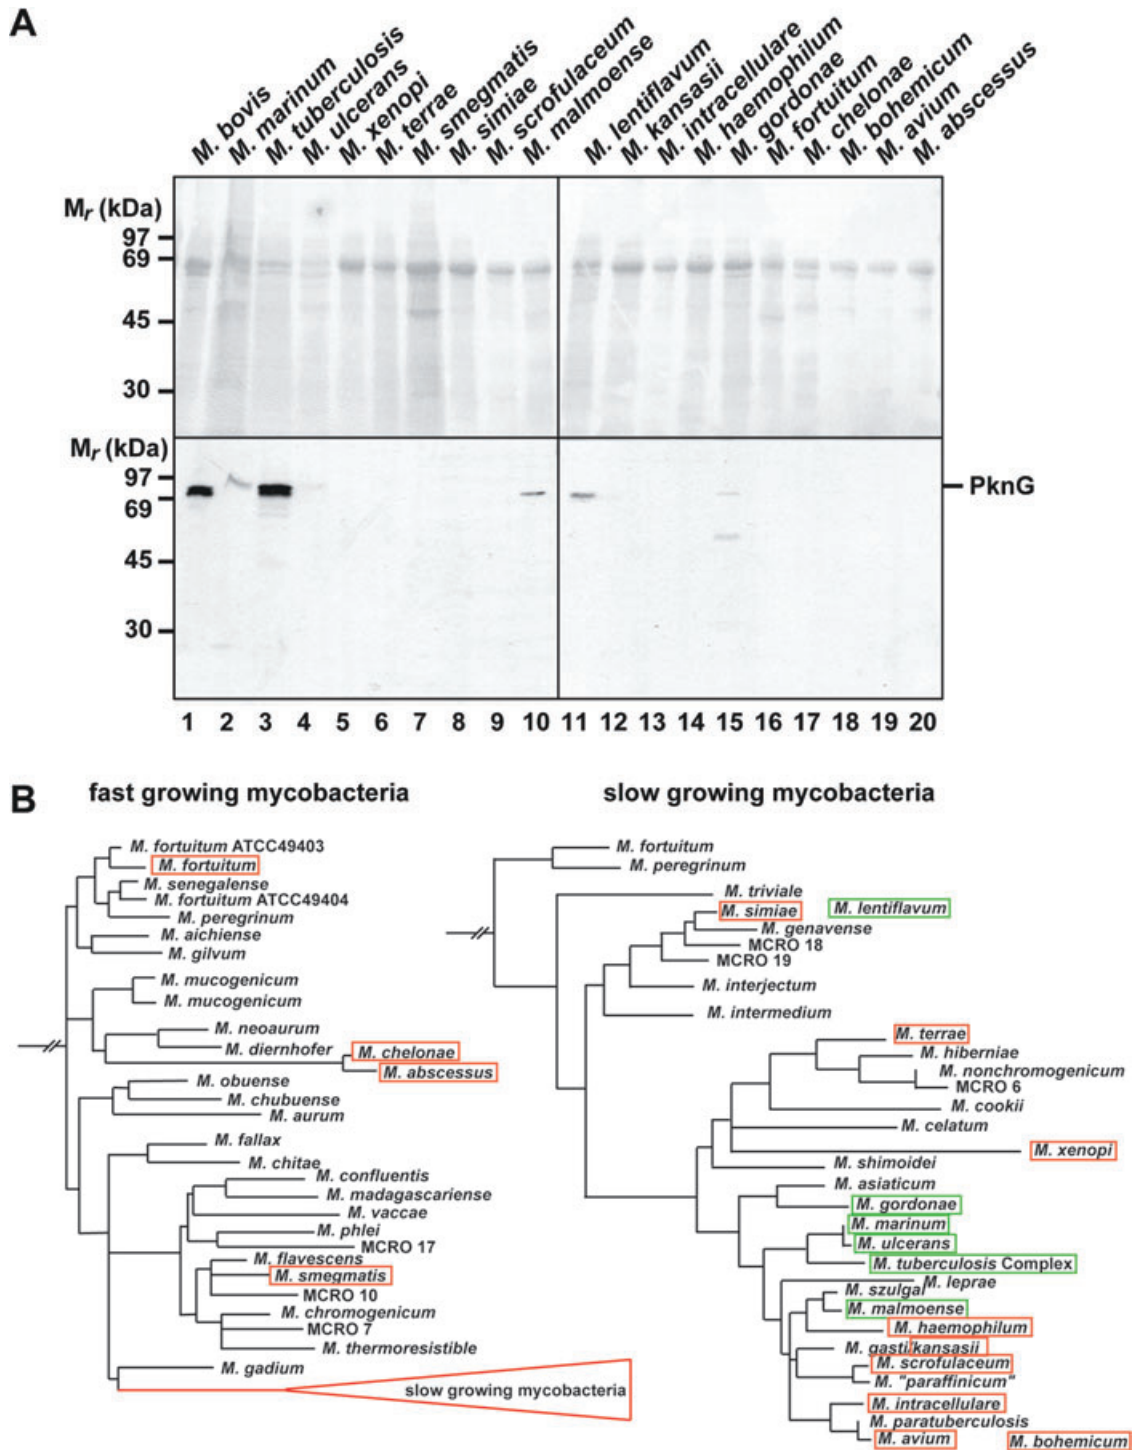 A
M. bovis
M. marinum
M. tuberculosis
M. ulcerans
M. xenopi
M. terrae
M. smegmatis
M. simiae
M. scrofulaceum
M. malmoense
M. lentiflavum
M. kansasii
M. intracellulare
M. haemophilum
M. gordonae
M. fortuitum
M. chelonae
M. bohemicum
M. avium
M. abscessus
Mr (kDa)
97
69
45
30
Mr (kDa)
97
69
45
30
PknG
1 2 3 4 5 6 7 8 9 10 11 12 13 14 15 16 17 18 19 20
B
fast growing mycobacteria
M. fortuitum ATCC49403
M. fortuitum
M. senegalense
M. fortuitum ATCC49404
M. peregrinum
M. aichiense
M. gilvum
M. mucogenicum
M. mucogenicum
M. neoaurum
M. diernhofer
M. chelonae
M. abscessus
M. obuense
M. chubuense
M. aurum
M. fallax
M. chitae
M. confluentis
M. madagascariense
M. vaccae
M. phlei
MCRO 17
M. flavescens
M. smegmatis
MCRO 10
M. chromogenicum
MCRO 7
M. thermoresistible
M. gadium
slow growing mycobacteria
slow growing mycobacteria
M. fortuitum
M. peregrinum
M. triviale
M. simiae M. lentiflavum
M. genavense
MCRO 18
MCRO 19
M. interjectum
M. intermedium
M. terrae
M. hiberniae
M. nonchromogenicum
MCRO 6
M. cookii
M. celatum
M. xenopi
M. shimoidei
M. asiaticum
M. gordonae
M. marinum
M. ulcerans
M. tuberculosis Complex
M. leprae
M. szulgai
M. malmoense
M. haemophilum
M. gasti/kansasii
M. scrofulaceum
M. "paraffinicum"
M. intracellulare
M. paratuberculosis
M. avium M. bohemicum